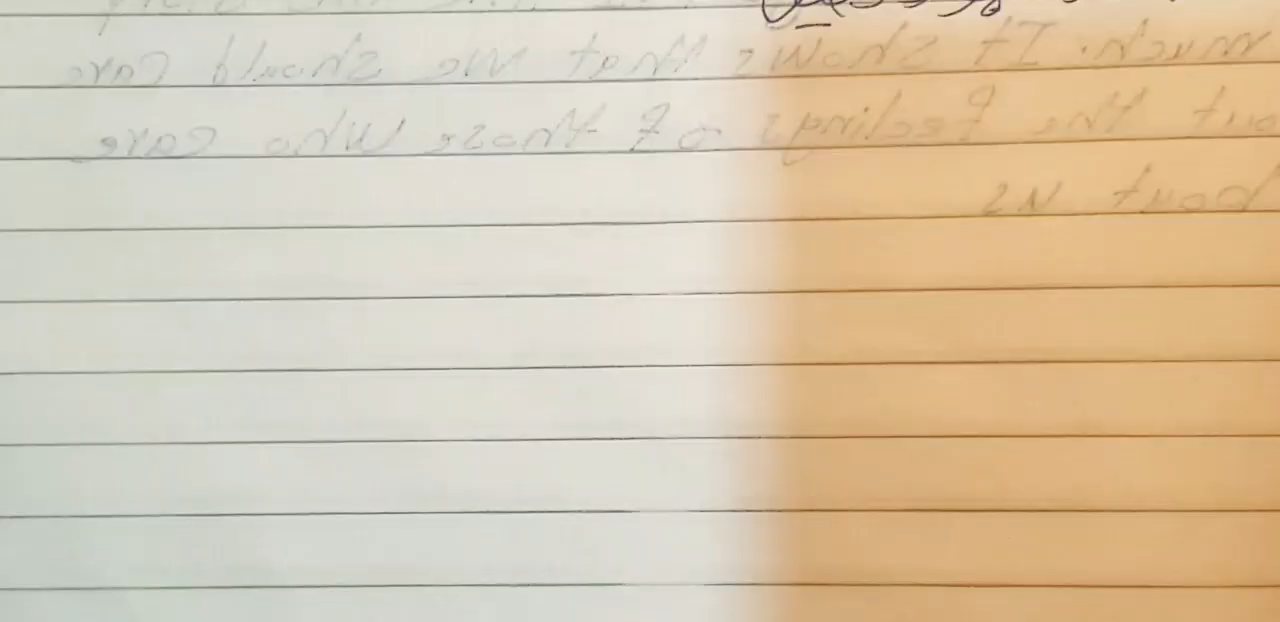 much. It shows that we should care
out the feelings of those who care
bout us